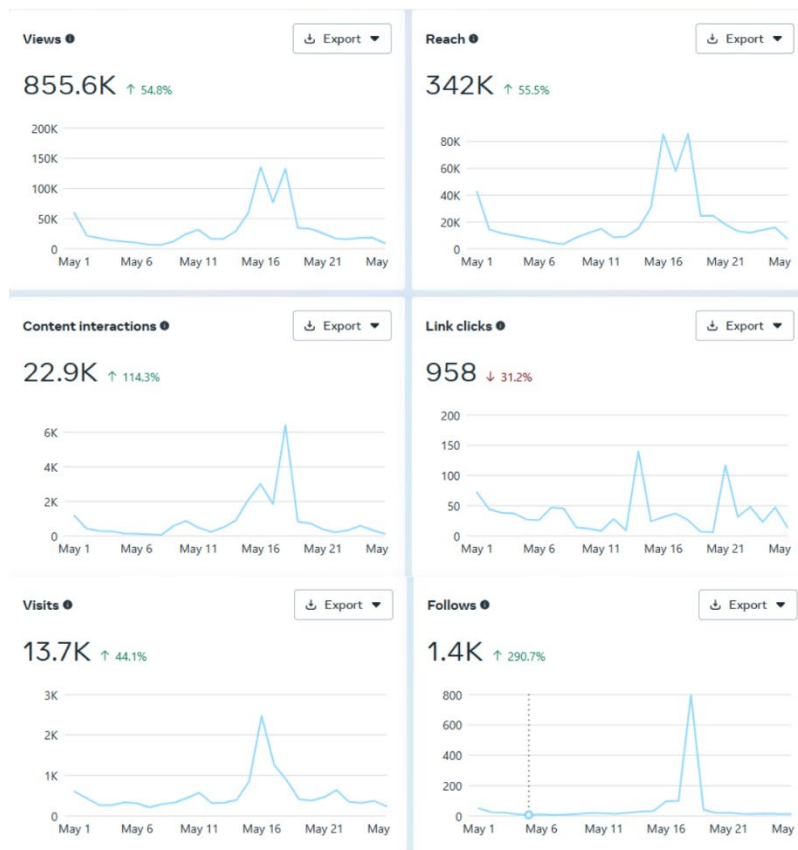 Views
Export
855.6K ↑ 54.8%
200K
150K
100K
50K
0
May 1 May 6 May 11 May 16 May 21 May
Reach
Export
342K ↑ 55.5%
80K
60K
40K
20K
0
May 1 May 6 May 11 May 16 May 21 May
Content interactions
Export
22.9K ↑ 114.3%
6K
4K
2K
0
May 1 May 6 May 11 May 16 May 21 May
Link clicks
Export
958 ↓ 31.2%
200
150
100
50
0
May 1 May 6 May 11 May 16 May 21 May
Visits
Export
13.7K ↑ 44.1%
3K
2K
1K
0
May 1 May 6 May 11 May 16 May 21 May
Follows
Export
1.4K ↑ 290.7%
800
600
400
200
0
May 1 May 6 May 11 May 16 May 21 May